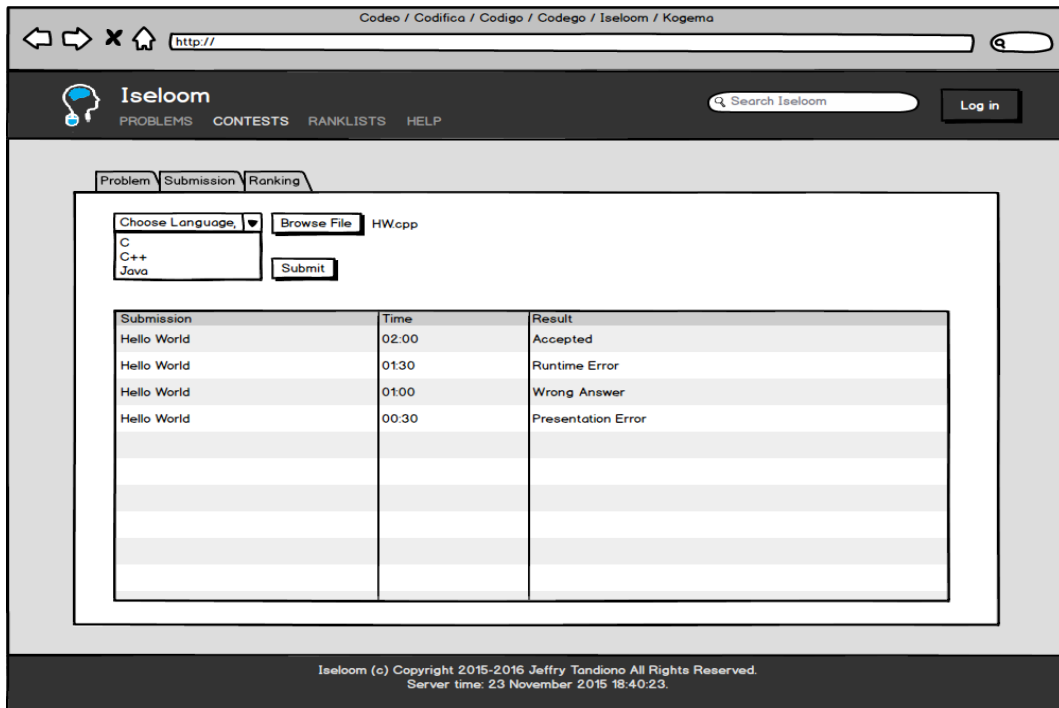 Codeo / Codifica / Codigo / Codego / Iseloom / Kogema
http://
Iseloom
Search Iseloom
Log in
PROBLEMS CONTESTS RANKLISTS HELP
Problem Submission Ranking
Choose Language, Browse File HW.cpp
C
C++
Java
Submit
Submission Time Result
Hello World 02:00 Accepted
Hello World 01:30 Runtime Error
Hello World 01:00 Wrong Answer
Hello World 00:30 Presentation Error
Iseloom (c) Copyright 2015-2016 Jeffry Tandiono All Rights Reserved.
Server time: 23 November 2015 18:40:23.